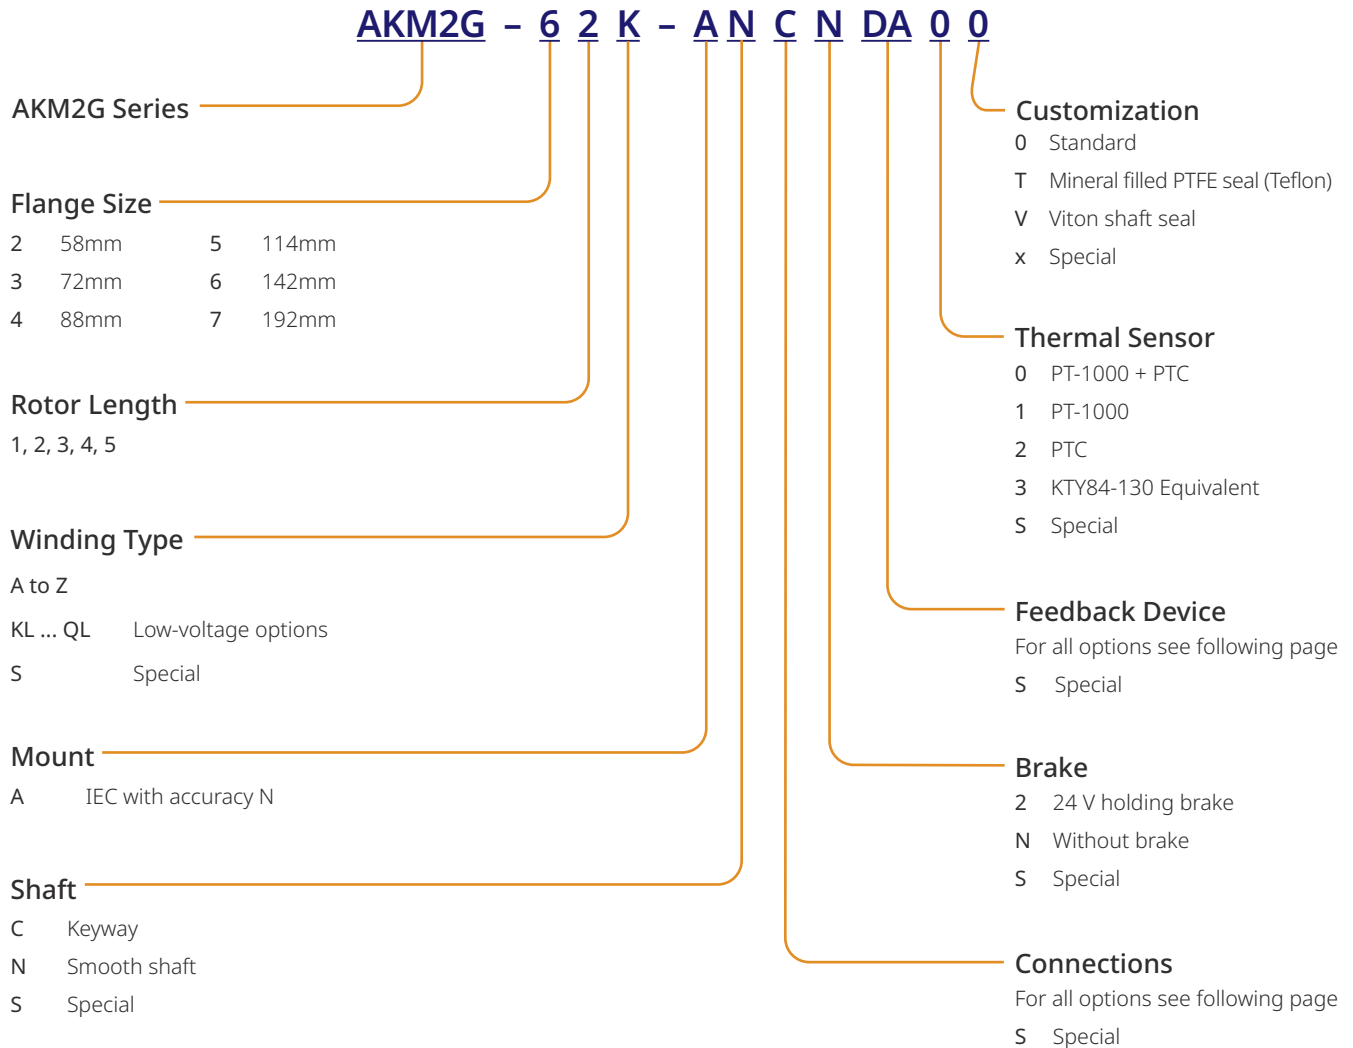 AKM2G – 6 2 K – A N C N DA 0 0
AKM2G Series
Flange Size
2 58mm 5 114mm
3 72mm 6 142mm
4 88mm 7 192mm
Rotor Length
1, 2, 3, 4, 5
Winding Type
A to Z
KL ... QL Low-voltage options
S Special
Mount
A IEC with accuracy N
Shaft
C Keyway
N Smooth shaft
S Special
Customization
0 Standard
T Mineral filled PTFE seal (Teflon)
V Viton shaft seal
x Special
Thermal Sensor
0 PT-1000 + PTC
1 PT-1000
2 PTC
3 KTY84-130 Equivalent
S Special
Feedback Device
For all options see following page
S Special
Brake
2 24 V holding brake
N Without brake
S Special
Connections
For all options see following page
S Special